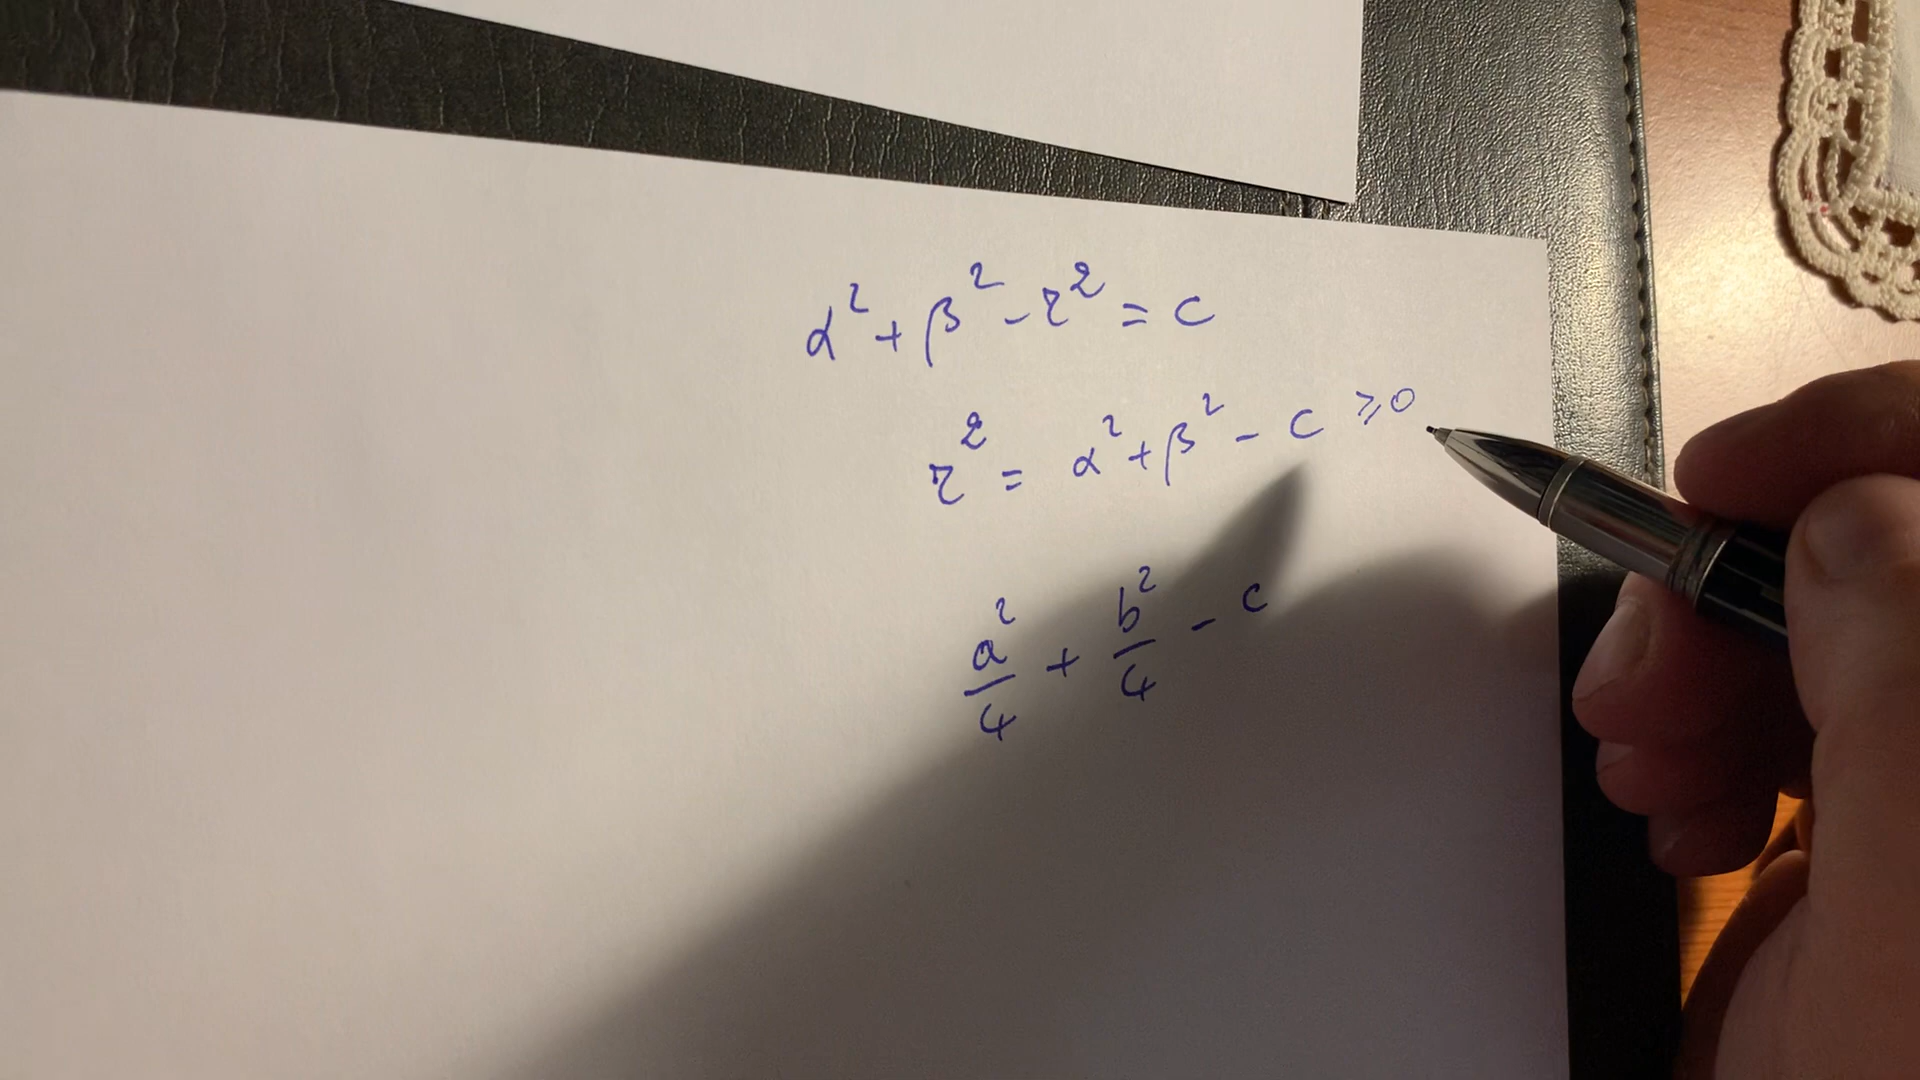 α² + β² - r² = c
r² = α² + β² - c ⩾ 0
a²/4 + b²/4 - c